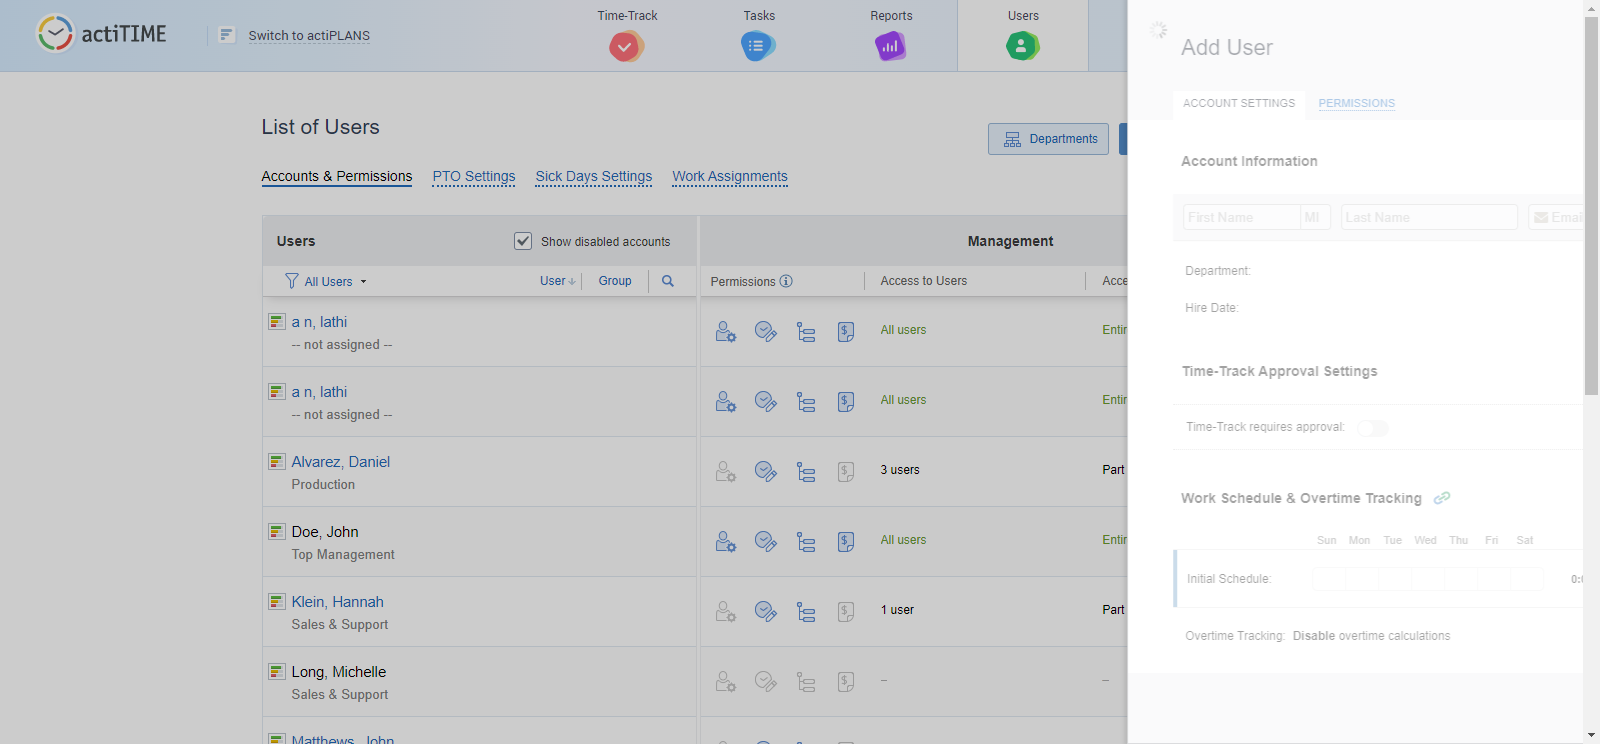 actiTIME
Switch to actiPLANS
Time-Track
Tasks
Reports
Users
List of Users
Departments
Accounts & Permissions
PTO Settings
Sick Days Settings
Work Assignments
Users
Show disabled accounts
Management
All Users
User
Group
Permissions
Access to Users
Acce
a n, lathi
-- not assigned --
All users
Entir
a n, lathi
-- not assigned --
All users
Entir
Alvarez, Daniel
Production
3 users
Part
Doe, John
Top Management
All users
Entir
Klein, Hannah
Sales & Support
1 user
Part
Long, Michelle
Sales & Support
--
--
Matthews, John
Add User
ACCOUNT SETTINGS
PERMISSIONS
Account Information
First Name
MI
Last Name
Email
Department:
Hire Date:
Time-Track Approval Settings
Time-Track requires approval:
Work Schedule & Overtime Tracking
Sun Mon Tue Wed Thu Fri Sat
Initial Schedule:
0:0
Overtime Tracking: Disable overtime calculations